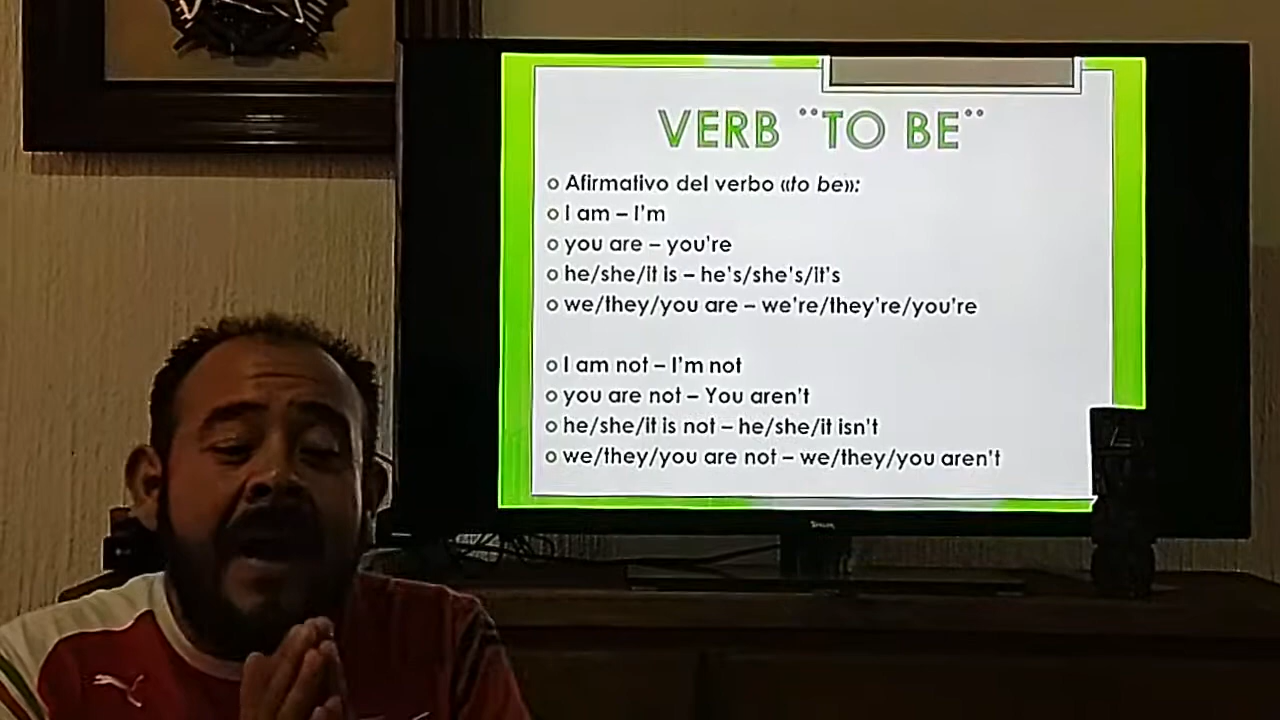 VERB ¨TO BE¨
Afirmativo del verbo «to be»:
I am – I'm
you are – you're
he/she/it is – he's/she's/it's
we/they/you are – we're/they're/you're
I am not – I'm not
you are not – You aren't
he/she/it is not – he/she/it isn't
we/they/you are not – we/they/you aren't